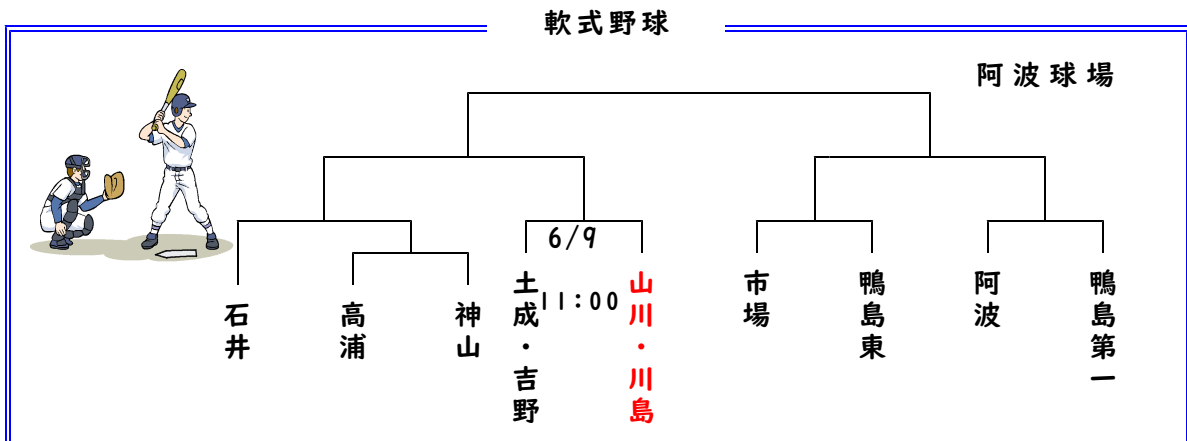 軟式野球
阿波球場
6/9
11:00
石井
高浦
神山
土成・吉野
山川・川島
市場
鴨島東
阿波
鴨島第一